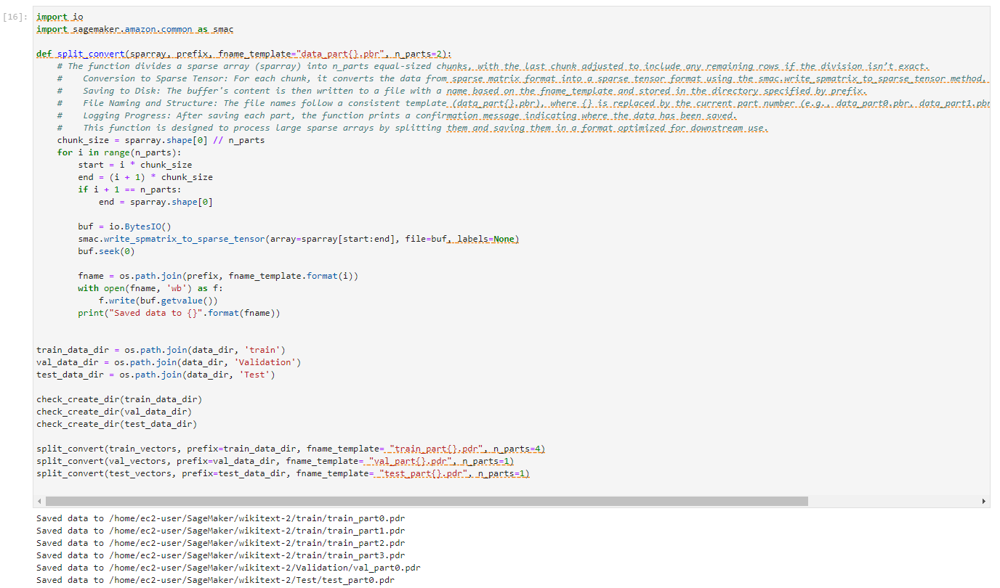 [16]:
import io
import sagemaker.amazon.common as smac
def split_convert(sparray, prefix, fname_template="data_part{}.pbr", n_parts=2):
# The function divides a sparse array (sparray) into n_parts equal-sized chunks, with the last chunk adjusted to include any remaining rows if the division isn’t exact.
#    Conversion to Sparse Tensor: For each chunk, it converts the data from sparse matrix format into a sparse tensor format using the smac.write_spmatrix_to_sparse_tensor method,
#    Saving to Disk: The buffer's content is then written to a file with a name based on the fname_template and stored in the directory specified by prefix.
#    File Naming and Structure: The file names follow a consistent template (data_part{}.pbr), where {} is replaced by the current part number (e.g., data_part0.pbr, data_part1.pbr
#    Logging Progress: After saving each part, the function prints a confirmation message indicating where the data has been saved.
#    This function is designed to process large sparse arrays by splitting them and saving them in a format optimized for downstream use.
chunk_size = sparray.shape[0] // n_parts
for i in range(n_parts):
start = i * chunk_size
end = (i + 1) * chunk_size
if i + 1 == n_parts:
end = sparray.shape[0]
buf = io.BytesIO()
smac.write_spmatrix_to_sparse_tensor(array=sparray[start:end], file=buf, labels=None)
buf.seek(0)
fname = os.path.join(prefix, fname_template.format(i))
with open(fname, 'wb') as f:
f.write(buf.getvalue())
print("Saved data to {}".format(fname))
train_data_dir = os.path.join(data_dir, 'train')
val_data_dir = os.path.join(data_dir, 'Validation')
test_data_dir = os.path.join(data_dir, 'Test')
check_create_dir(train_data_dir)
check_create_dir(val_data_dir)
check_create_dir(test_data_dir)
split_convert(train_vectors, prefix=train_data_dir, fname_template= "train_part{}.pdr", n_parts=4)
split_convert(val_vectors, prefix=val_data_dir, fname_template= "val_part{}.pdr", n_parts=1)
split_convert(test_vectors, prefix=test_data_dir, fname_template= "test_part{}.pdr", n_parts=1)
Saved data to /home/ec2-user/SageMaker/wikitext-2/train/train_part0.pdr
Saved data to /home/ec2-user/SageMaker/wikitext-2/train/train_part1.pdr
Saved data to /home/ec2-user/SageMaker/wikitext-2/train/train_part2.pdr
Saved data to /home/ec2-user/SageMaker/wikitext-2/train/train_part3.pdr
Saved data to /home/ec2-user/SageMaker/wikitext-2/Validation/val_part0.pdr
Saved data to /home/ec2-user/SageMaker/wikitext-2/Test/test_part0.pdr